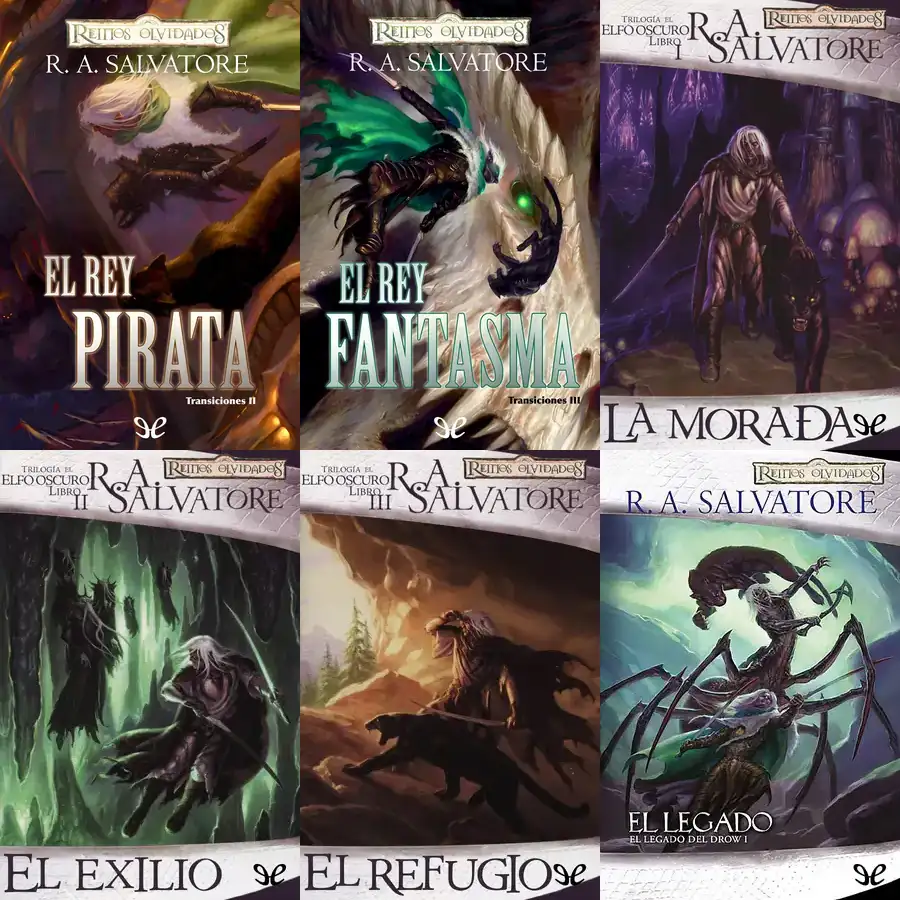 REINOS OLVIDADOS
R. A. SALVATORE
EL REY
PIRATA
Transiciones II
REINOS OLVIDADOS
R. A. SALVATORE
EL REY
FANTASMA
Transiciones III
TRILOGÍA EL
ELFO OSCURO
LIBRO
I
R. A.
SALVATORE
REINOS OLVIDADOS
LA MORADA
TRILOGÍA EL
ELFO OSCURO
LIBRO
II
R. A.
SALVATORE
REINOS OLVIDADOS
EL EXILIO
TRILOGÍA EL
ELFO OSCURO
LIBRO
III
R. A.
SALVATORE
REINOS OLVIDADOS
EL REFUGIO
REINOS OLVIDADOS
R. A. SALVATORE
EL LEGADO
EL LEGADO DEL DROW I